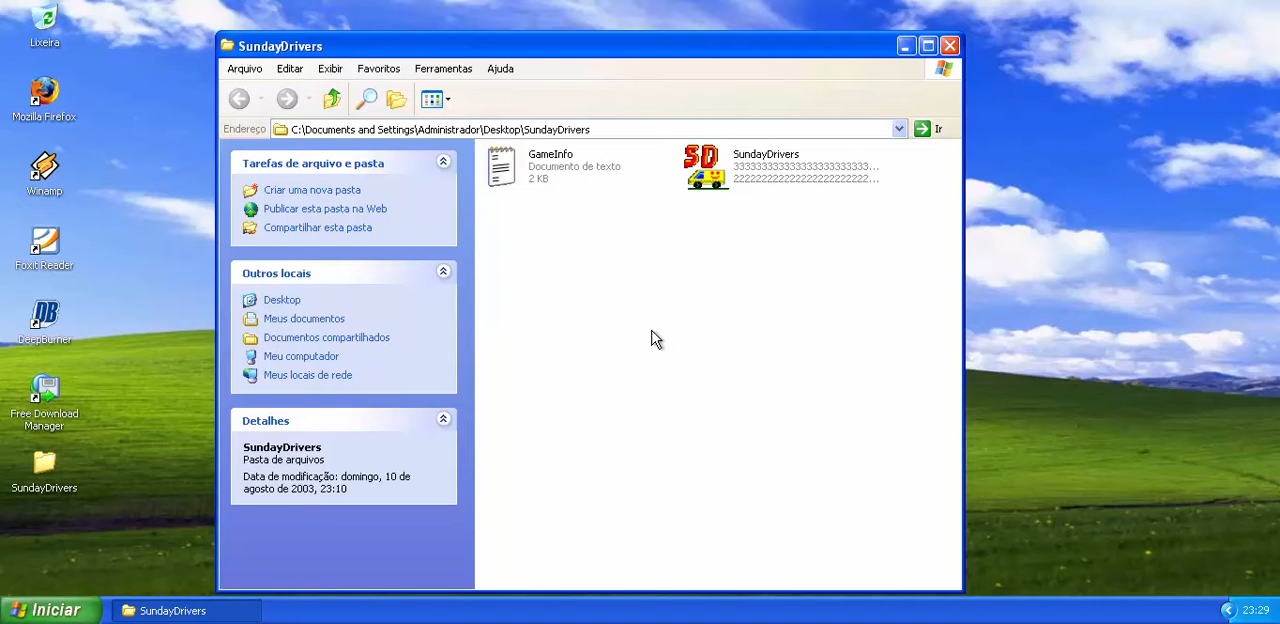 Lixeira
Mozilla Firefox
Winamp
Foxit Reader
DB
DeepBurner
Free Download
Manager
SundayDrivers
SundayDrivers
Arquivo Editar Exibir Favoritos Ferramentas Ajuda
Endereço C:\Documents and Settings\Administrador\Desktop\SundayDrivers Ir
Tarefas de arquivo e pasta
Criar uma nova pasta
Publicar esta pasta na Web
Compartilhar esta pasta
Outros locais
Desktop
Meus documentos
Documentos compartilhados
Meu computador
Meus locais de rede
Detalhes
SundayDrivers
Pasta de arquivos
Data de modificação: domingo, 10 de
agosto de 2003, 23:10
GameInfo
Documento de texto
2 KB
SD
SundayDrivers
333333333333333333333333...
222222222222222222222222...
Iniciar SundayDrivers 23:29